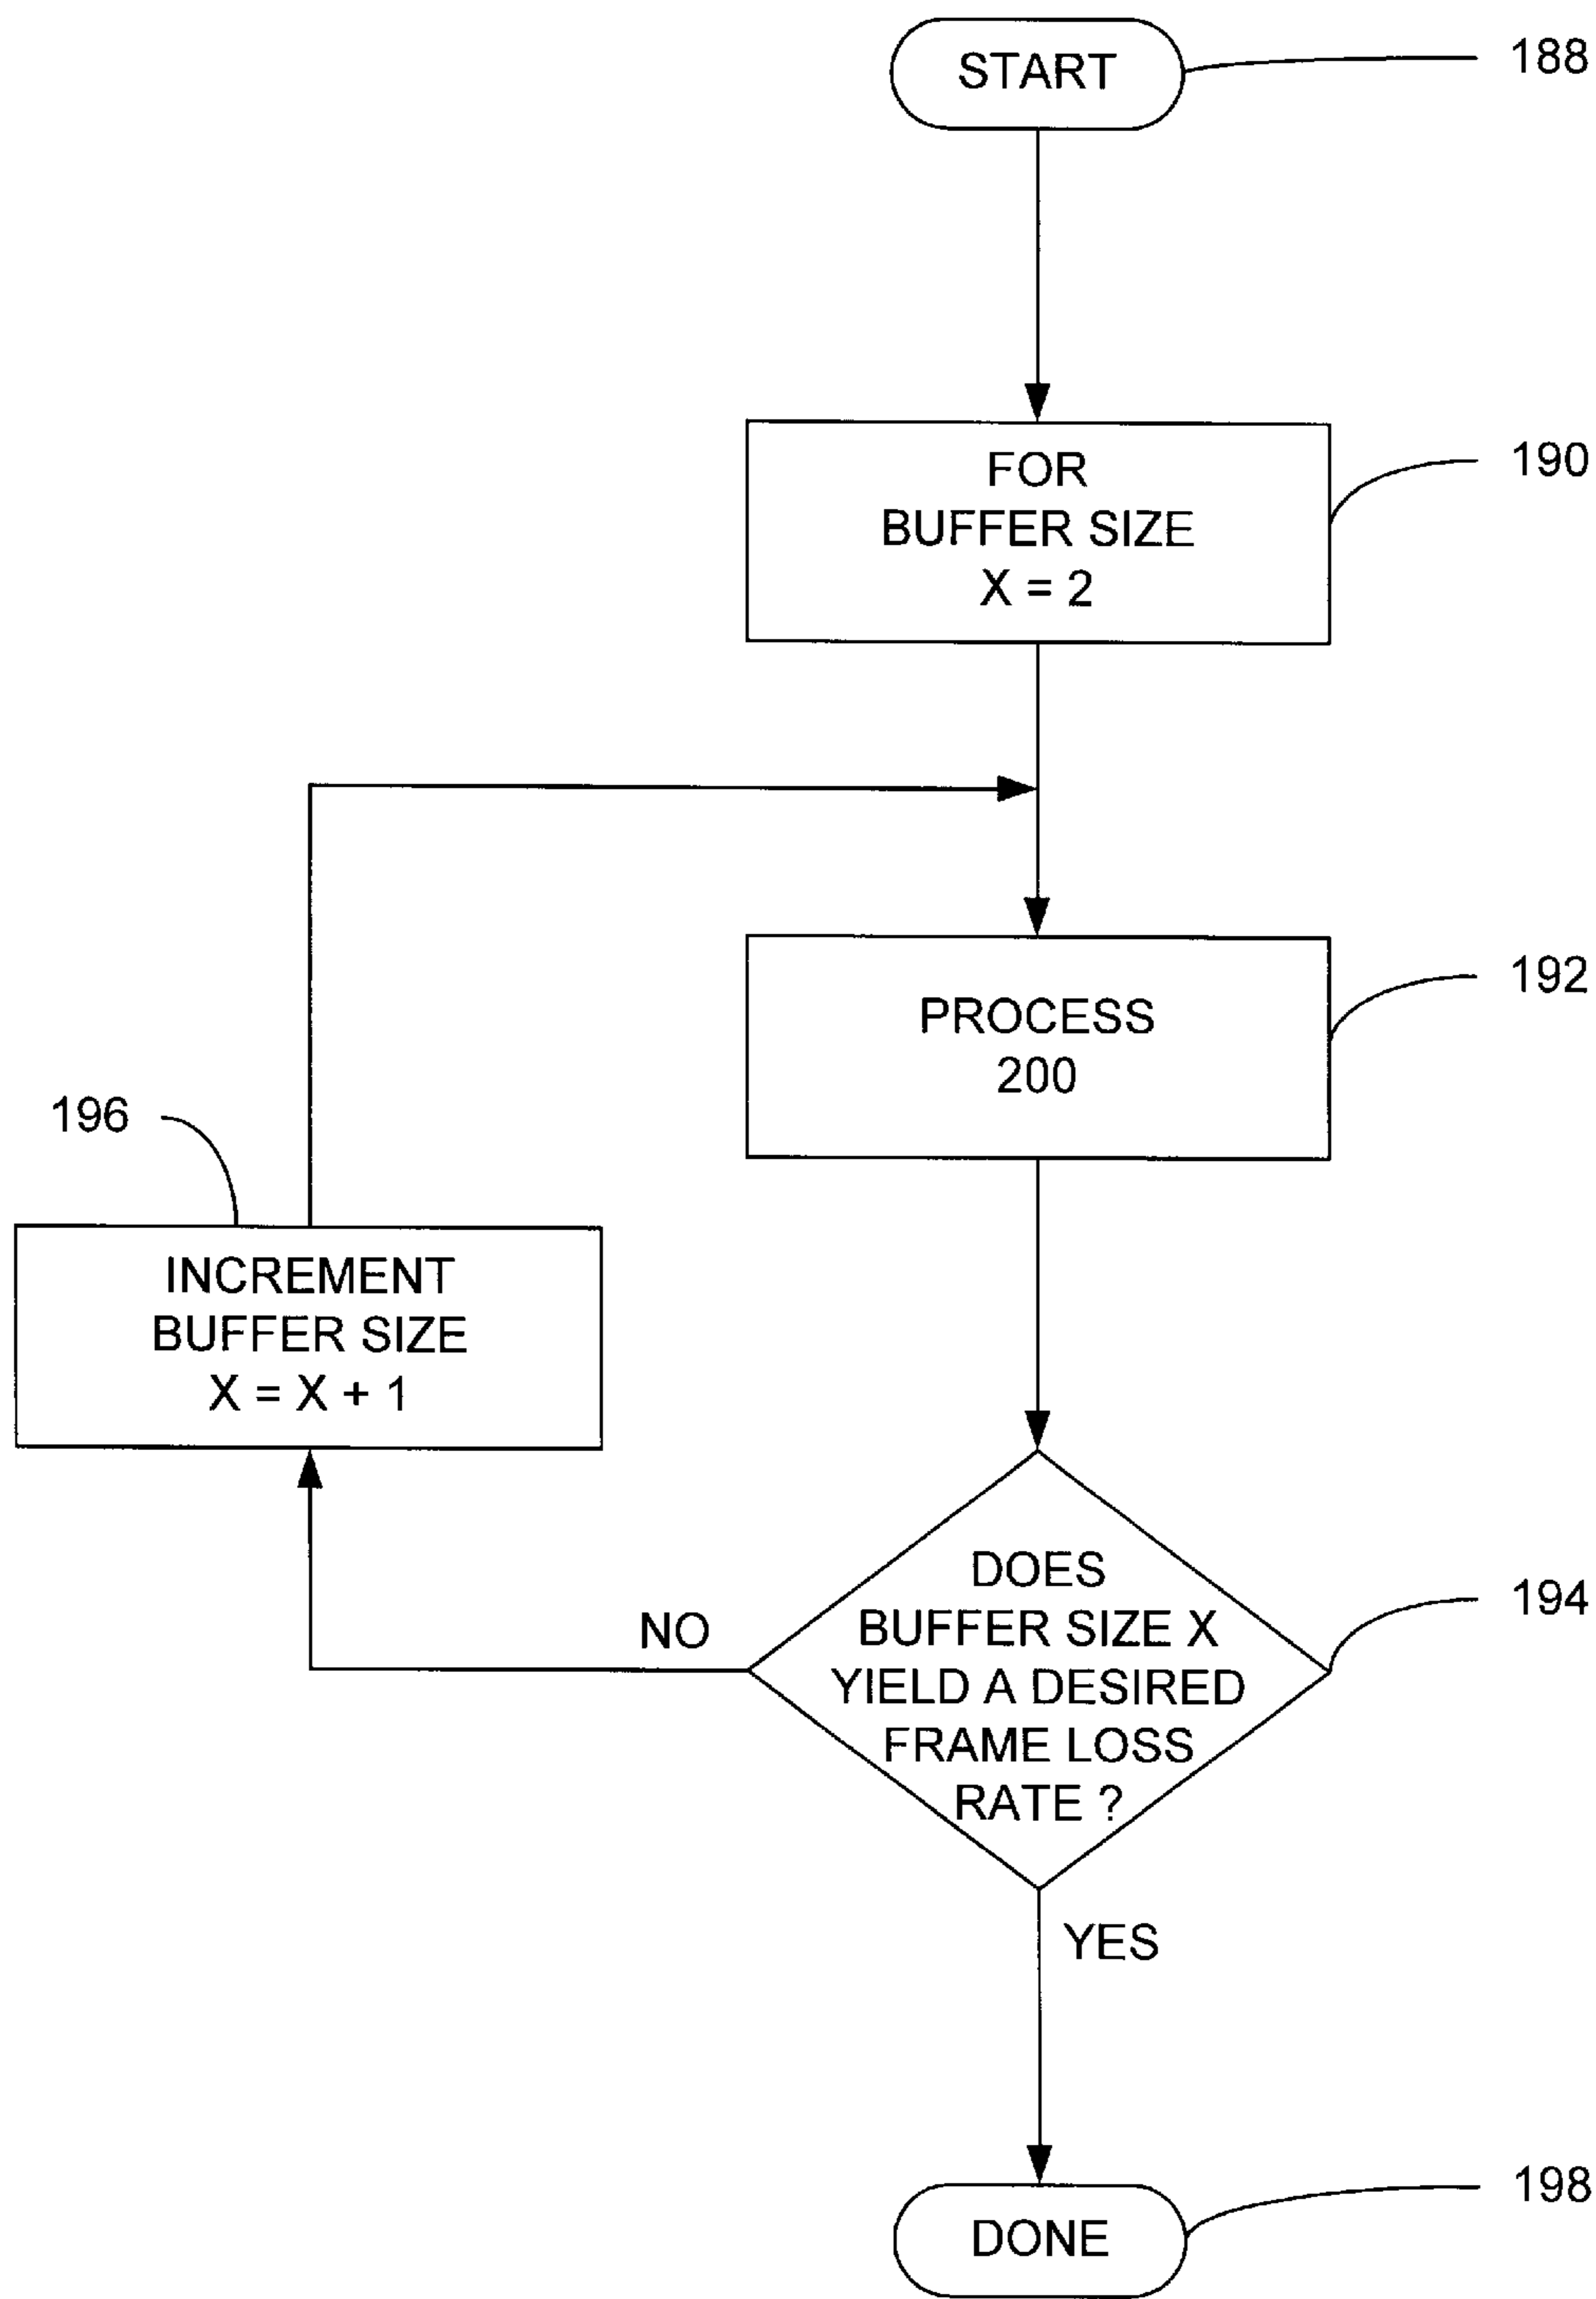 START
188
FOR
BUFFER SIZE
X = 2
190
PROCESS
200
192
196
INCREMENT
BUFFER SIZE
X = X + 1
DOES
BUFFER SIZE X
YIELD A DESIRED
FRAME LOSS
RATE ?
194
NO
YES
DONE
198